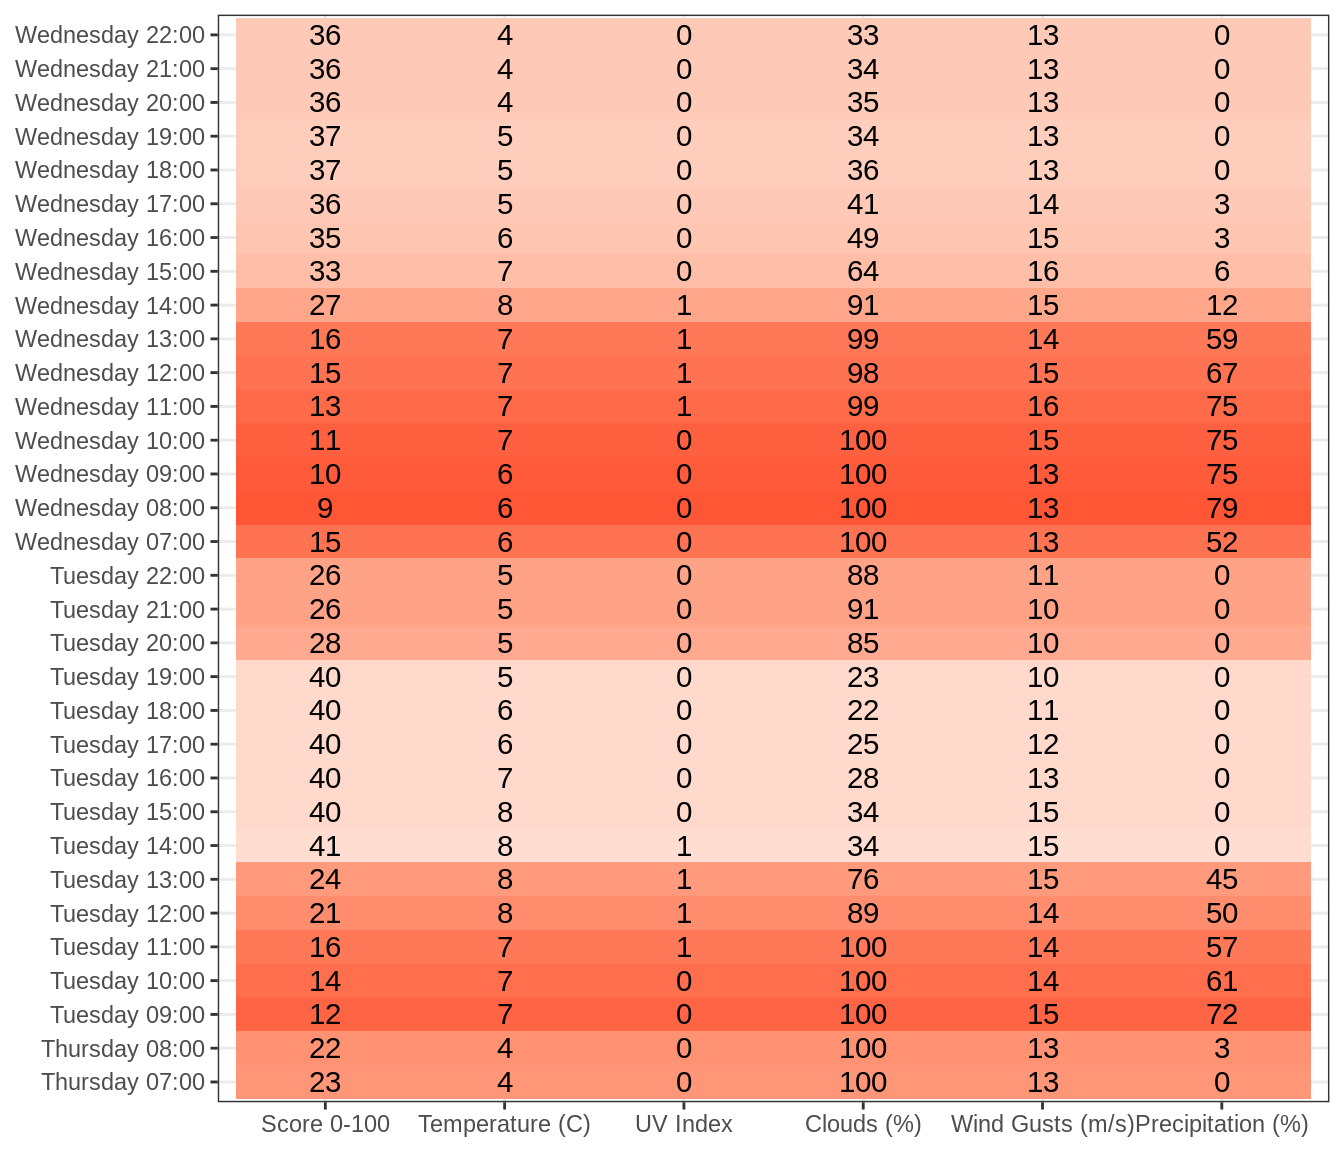 Wednesday 22:00 36 4 0 33 13 0
Wednesday 21:00 36 4 0 34 13 0
Wednesday 20:00 36 4 0 35 13 0
Wednesday 19:00 37 5 0 34 13 0
Wednesday 18:00 37 5 0 36 13 0
Wednesday 17:00 36 5 0 41 14 3
Wednesday 16:00 35 6 0 49 15 3
Wednesday 15:00 33 7 0 64 16 6
Wednesday 14:00 27 8 1 91 15 12
Wednesday 13:00 16 7 1 99 14 59
Wednesday 12:00 15 7 1 98 15 67
Wednesday 11:00 13 7 1 99 16 75
Wednesday 10:00 11 7 0 100 15 75
Wednesday 09:00 10 6 0 100 13 75
Wednesday 08:00 9 6 0 100 13 79
Wednesday 07:00 15 6 0 100 13 52
Tuesday 22:00 26 5 0 88 11 0
Tuesday 21:00 26 5 0 91 10 0
Tuesday 20:00 28 5 0 85 10 0
Tuesday 19:00 40 5 0 23 10 0
Tuesday 18:00 40 6 0 22 11 0
Tuesday 17:00 40 6 0 25 12 0
Tuesday 16:00 40 7 0 28 13 0
Tuesday 15:00 40 8 0 34 15 0
Tuesday 14:00 41 8 1 34 15 0
Tuesday 13:00 24 8 1 76 15 45
Tuesday 12:00 21 8 1 89 14 50
Tuesday 11:00 16 7 1 100 14 57
Tuesday 10:00 14 7 0 100 14 61
Tuesday 09:00 12 7 0 100 15 72
Thursday 08:00 22 4 0 100 13 3
Thursday 07:00 23 4 0 100 13 0
Score 0-100 Temperature (C) UV Index Clouds (%) Wind Gusts (m/s) Precipitation (%)